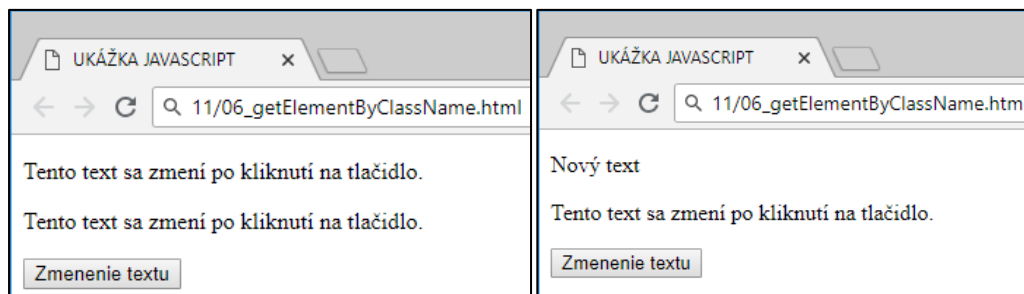 UKÁŽKA JAVASCRIPT
11/06_getElementByClassName.html
Tento text sa zmení po kliknutí na tlačidlo.
Tento text sa zmení po kliknutí na tlačidlo.
Zmenenie textu
UKÁŽKA JAVASCRIPT
11/06_getElementByClassName.htm
Nový text
Tento text sa zmení po kliknutí na tlačidlo.
Zmenenie textu